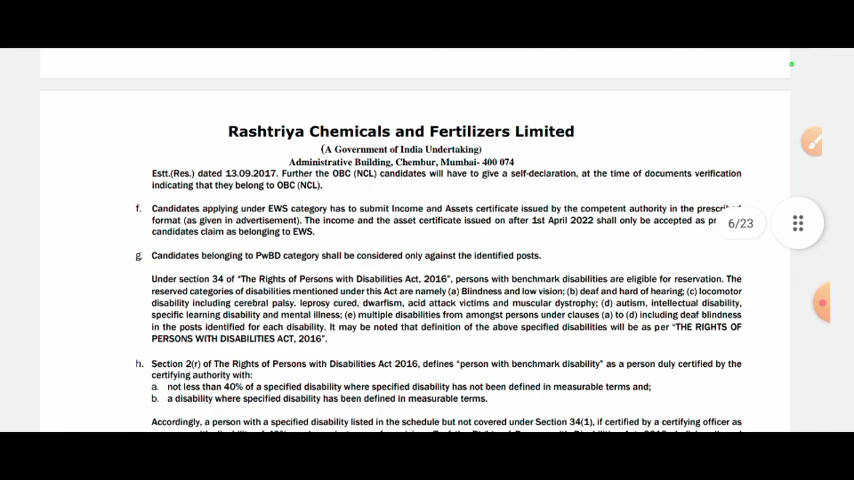 Rashtriya Chemicals and Fertilizers Limited
(A Government of India Undertaking)
Administrative Building, Chembur, Mumbai- 400 074
Estt.(Res.) dated 13.09.2017. Further the OBC (NCL) candidates will have to give a self-declaration, at the time of documents verification
indicating that they belong to OBC (NCL).
f. Candidates applying under EWS category has to submit Income and Assets certificate issued by the competent authority in the
format (as given in advertisement). The income and the asset certificate issued on after 1st April 2022 shall only be accepted as
candidates claim as belonging to EWS.
6/23
g. Candidates belonging to PwBD category shall be considered only against the identified posts.
Under section 34 of "The Rights of Persons with Disabilities Act, 2016", persons with benchmark disabilities are eligible for reservation. The
reserved categories of disabilities mentioned under this Act are namely (a) Blindness and low vision; (b) deaf and hard of hearing; (c) locomotor
disability including cerebral palsy. leprosy cured, dwarfism, acid attack victims and muscular dystrophy; (d) autism, intellectual disability,
specific learning disability and mental illness; (e) multiple disabilities from amongst persons under clauses (a) to (d) including deaf blindness
in the posts identified for each disability. It may be noted that definition of the above specified disabilities will be as per "THE RIGHTS OF
PERSONS WITH DISABILITIES ACT, 2016".
h. Section 2(r) of The Rights of Persons with Disabilities Act 2016, defines "person with benchmark disability" as a person duly certified by the
certifying authority with:
a. not less than 40% of a specified disability where specified disability has not been defined in measurable terms and;
b. a disability where specified disability has been defined in measurable terms.
Accordingly, a person with a specified disability listed in the schedule but not covered under Section 34(1), if certified by a certifying officer as